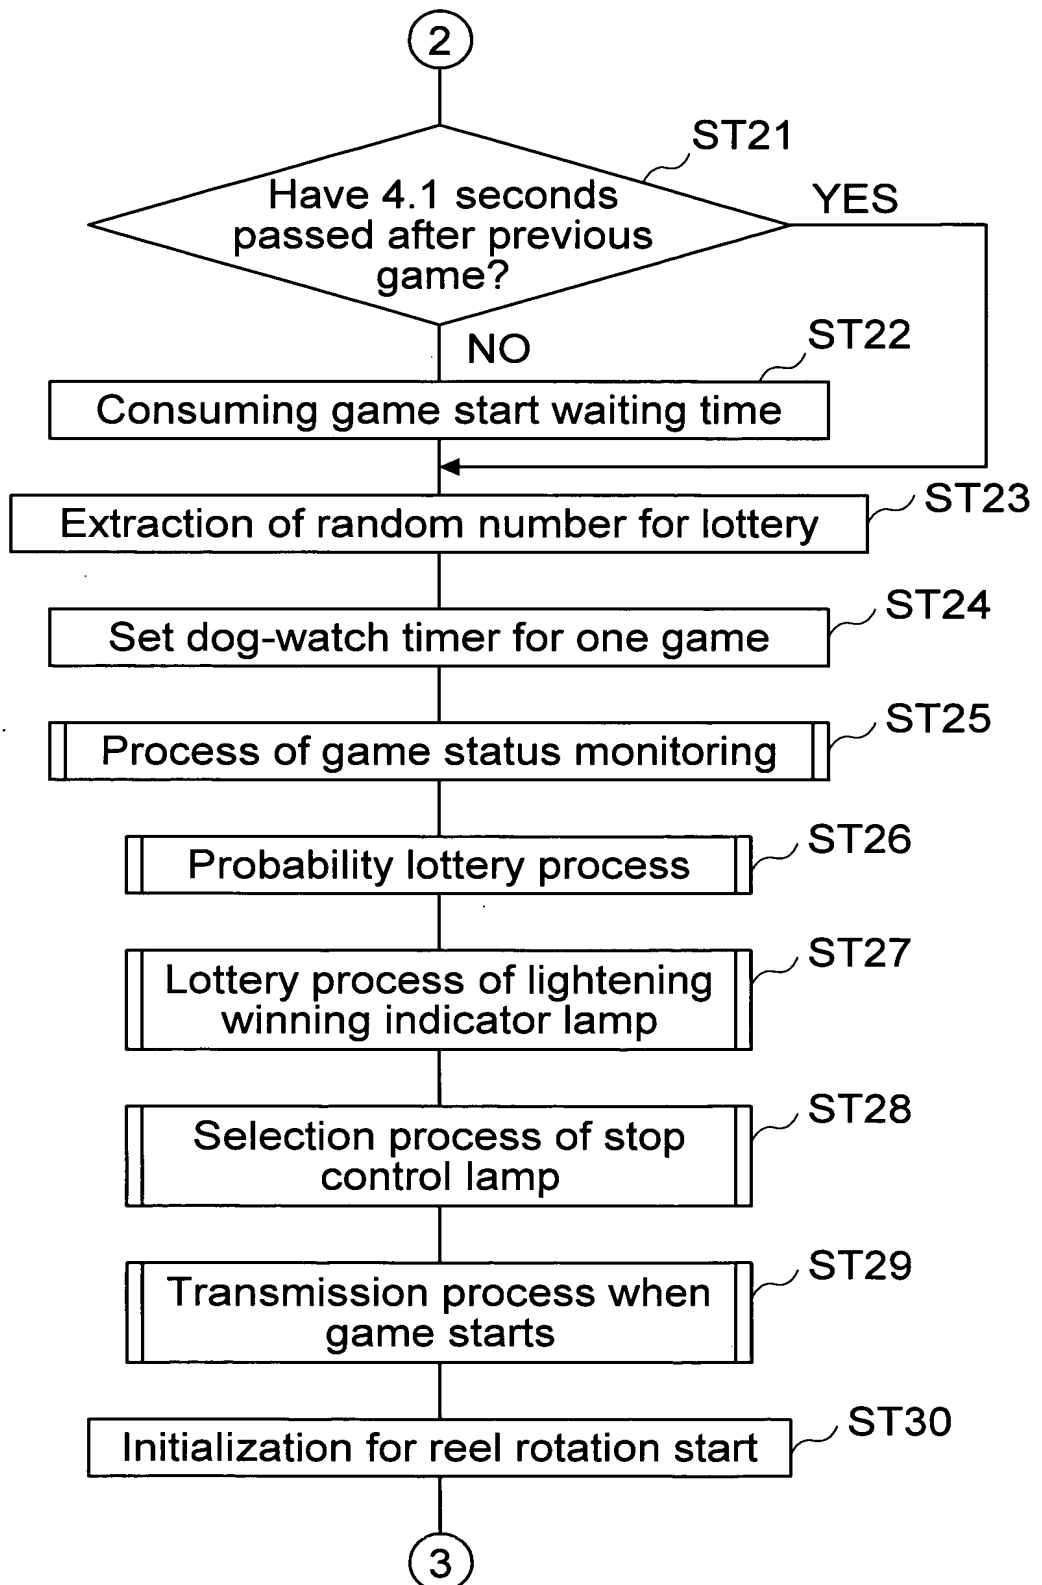 2
ST21
Have 4.1 seconds
passed after previous
game?
YES
NO
ST22
Consuming game start waiting time
ST23
Extraction of random number for lottery
ST24
Set dog-watch timer for one game
ST25
Process of game status monitoring
ST26
Probability lottery process
ST27
Lottery process of lightening
winning indicator lamp
ST28
Selection process of stop
control lamp
ST29
Transmission process when
game starts
ST30
Initialization for reel rotation start
3